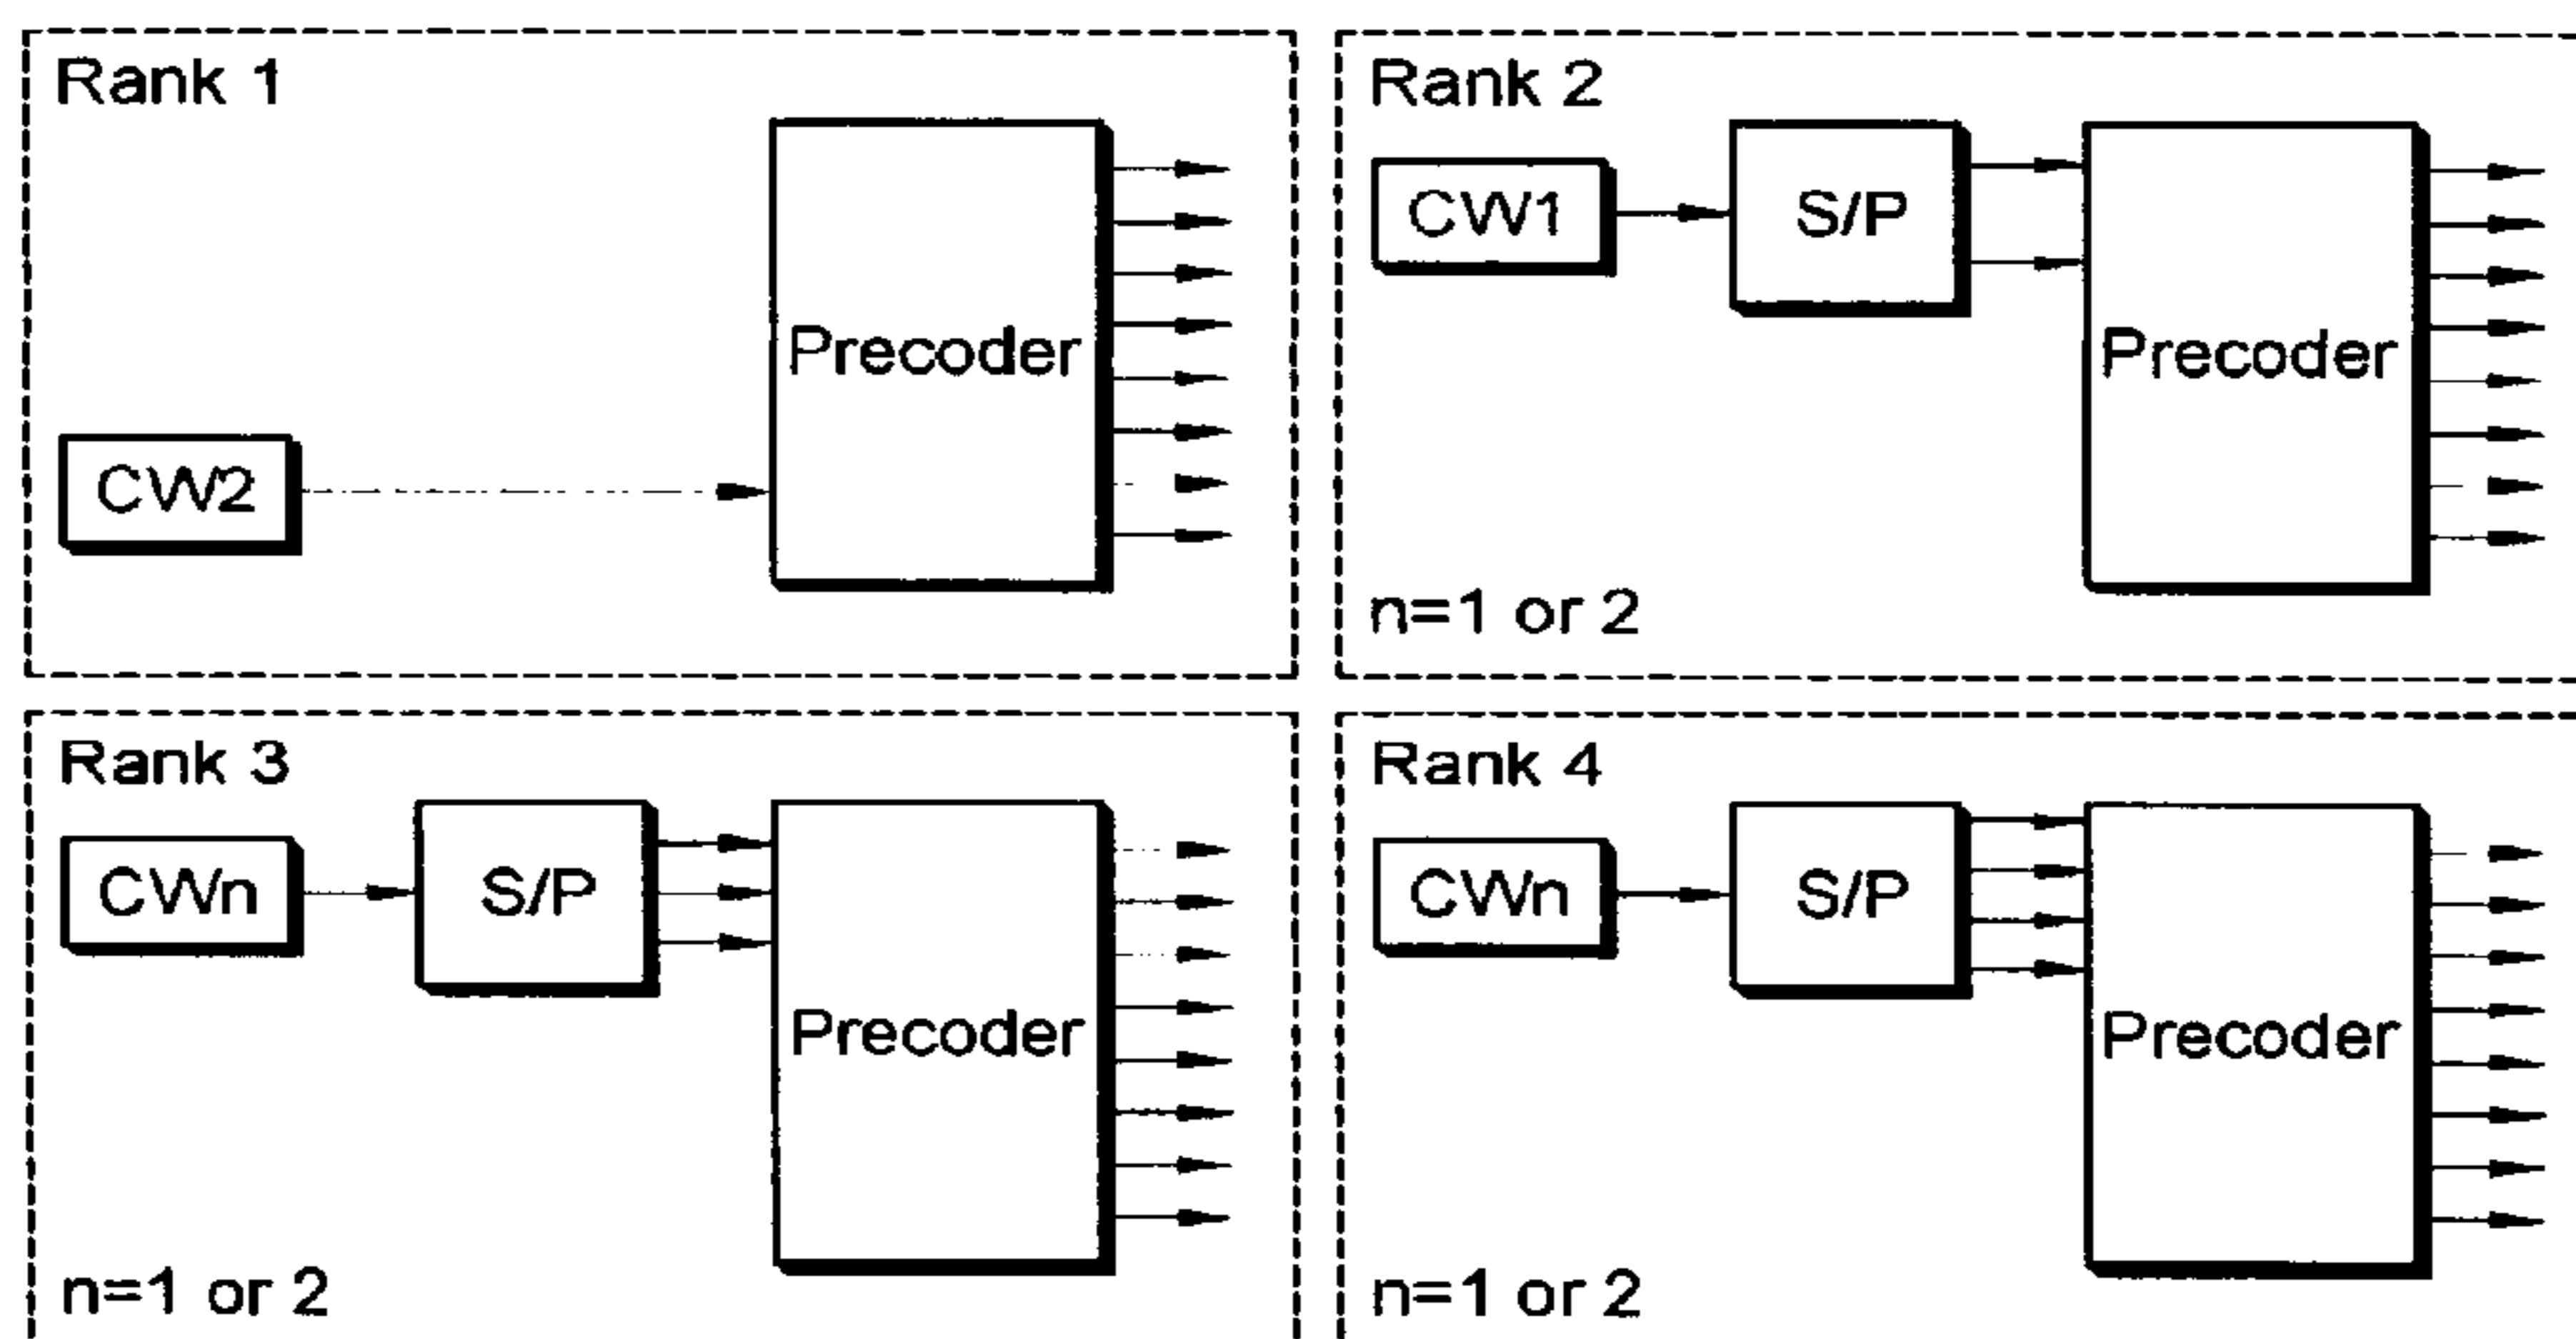 Rank 1
Precoder
CW2
Rank 2
CW1
S/P
Precoder
n=1 or 2
Rank 3
CWn
S/P
Precoder
n=1 or 2
Rank 4
CWn
S/P
Precoder
n=1 or 2